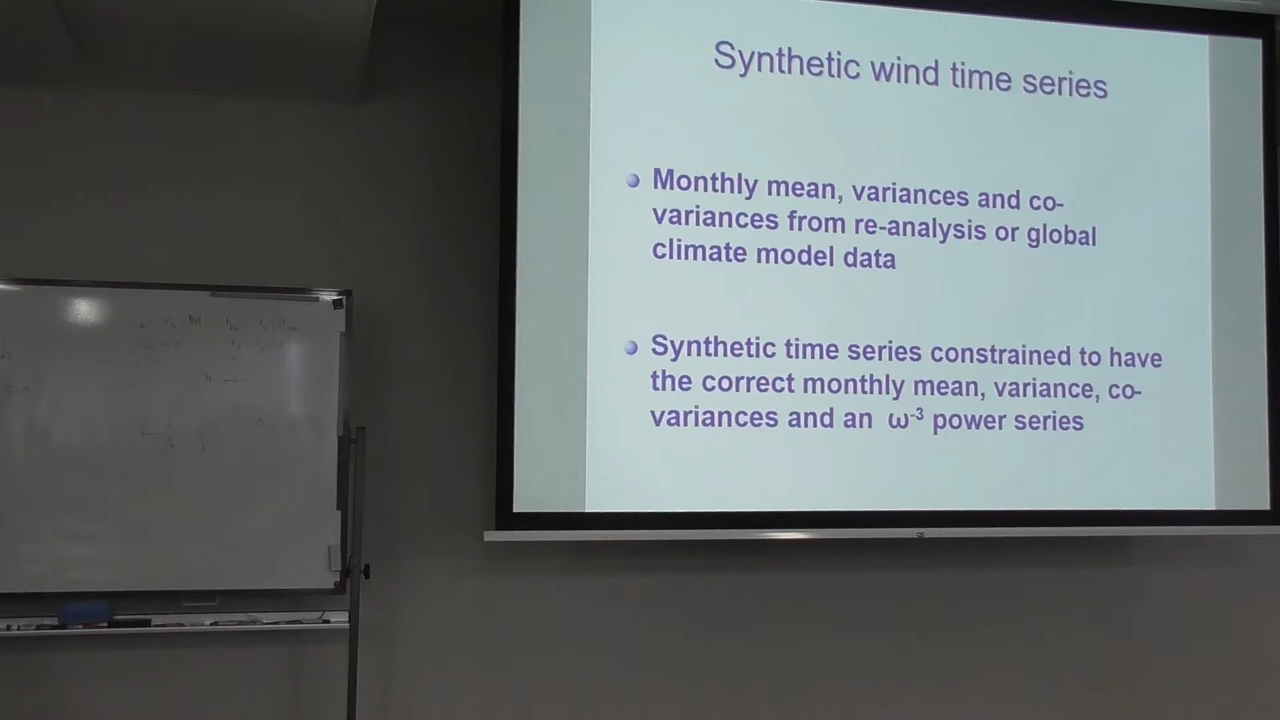 Synthetic wind time series
Monthly mean, variances and co-
variances from re-analysis or global
climate model data
Synthetic time series constrained to have
the correct monthly mean, variance, co-
variances and an ω-3 power series